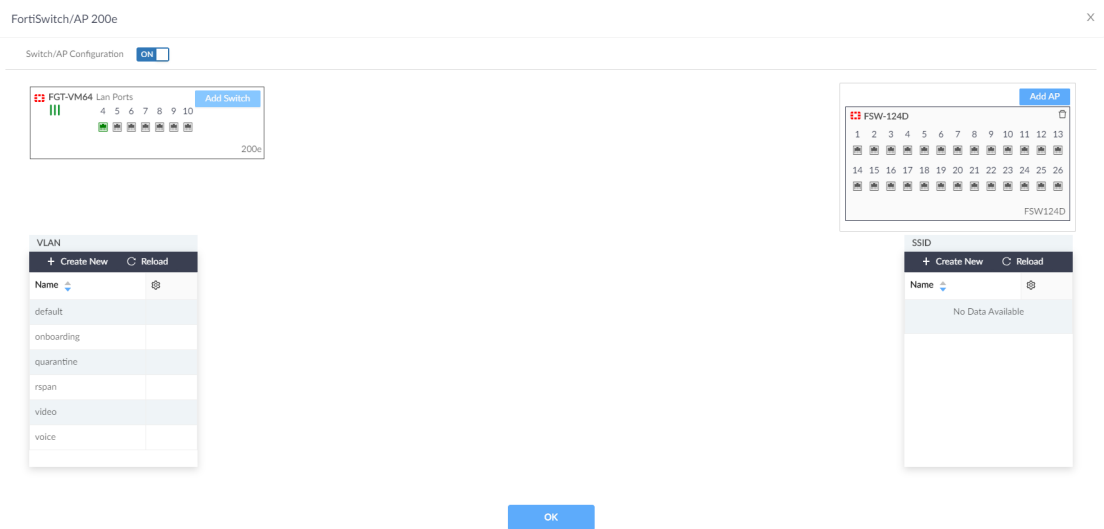 FortiSwitch/AP 200e
X
Switch/AP Configuration ON
FGT-VM64 Lan Ports Add Switch
4 5 6 7 8 9 10
200e
Add AP
FSW-124D
1 2 3 4 5 6 7 8 9 10 11 12 13
14 15 16 17 18 19 20 21 22 23 24 25 26
FSW124D
VLAN
+ Create New Reload
Name
default
onboarding
quarantine
rspan
video
voice
SSID
+ Create New Reload
Name
No Data Available
OK